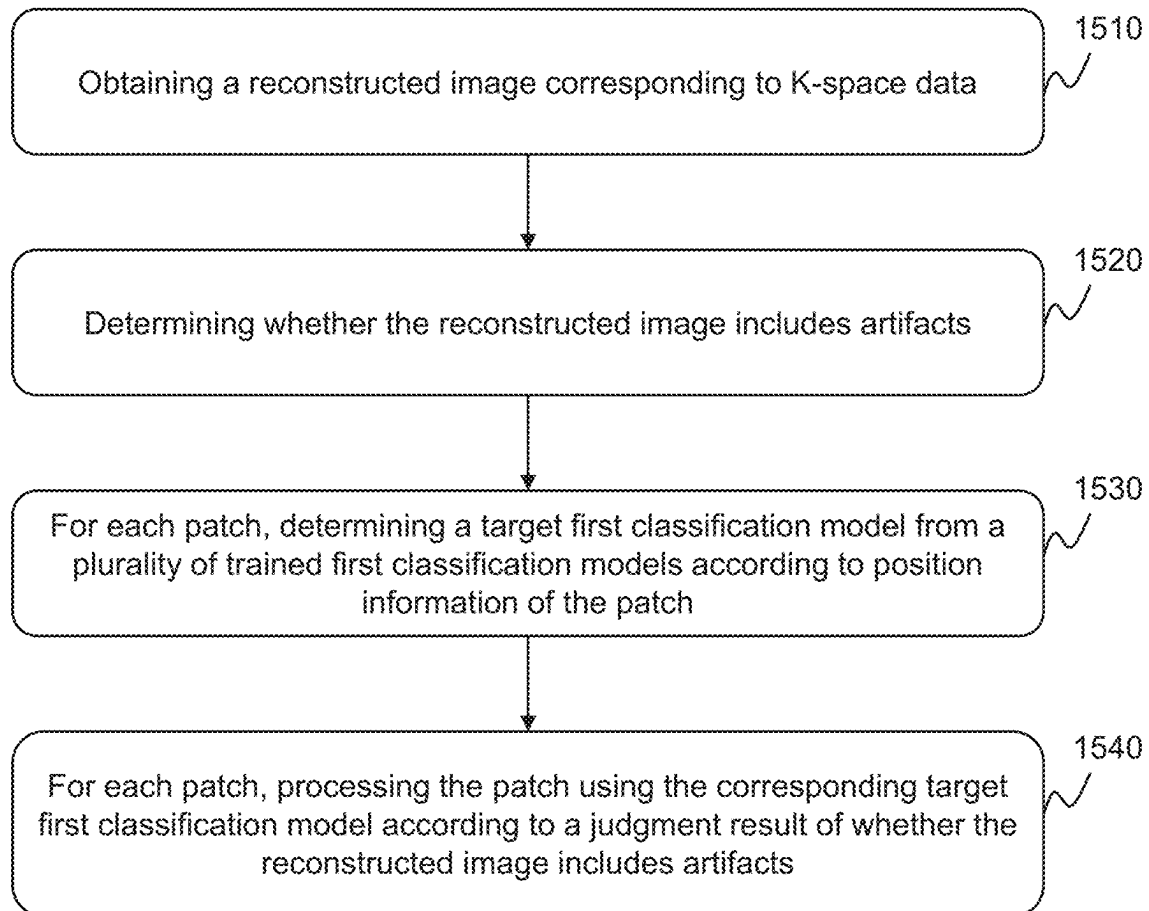 1510
Obtaining a reconstructed image corresponding to K-space data
1520
Determining whether the reconstructed image includes artifacts
1530
For each patch, determining a target first classification model from a
plurality of trained first classification models according to position
information of the patch
1540
For each patch, processing the patch using the corresponding target
first classification model according to a judgment result of whether the
reconstructed image includes artifacts